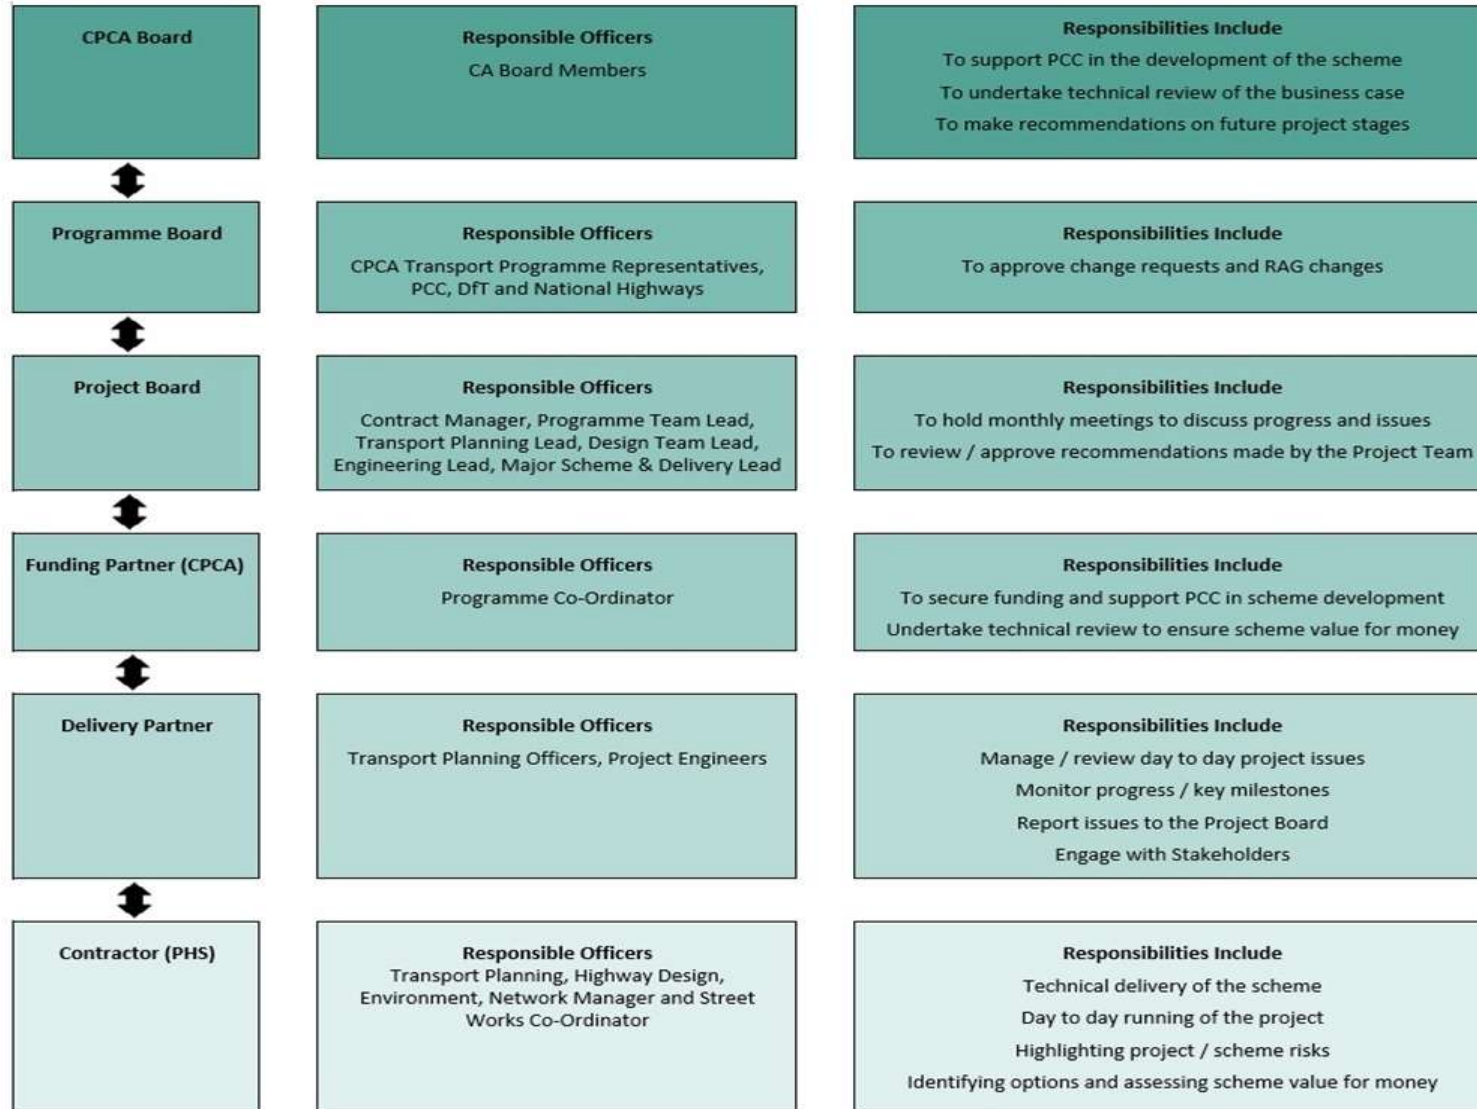 CPCA Board
Responsible Officers
CA Board Members
Responsibilities Include
To support PCC in the development of the scheme
To undertake technical review of the business case
To make recommendations on future project stages
Programme Board
Responsible Officers
CPCA Transport Programme Representatives,
PCC, DfT and National Highways
Responsibilities Include
To approve change requests and RAG changes
Project Board
Responsible Officers
Contract Manager, Programme Team Lead,
Transport Planning Lead, Design Team Lead,
Engineering Lead, Major Scheme & Delivery Lead
Responsibilities Include
To hold monthly meetings to discuss progress and issues
To review / approve recommendations made by the Project Team
Funding Partner (CPCA)
Responsible Officers
Programme Co-Ordinator
Responsibilities Include
To secure funding and support PCC in scheme development
Undertake technical review to ensure scheme value for money
Delivery Partner
Responsible Officers
Transport Planning Officers, Project Engineers
Responsibilities Include
Manage / review day to day project issues
Monitor progress / key milestones
Report issues to the Project Board
Engage with Stakeholders
Contractor (PHS)
Responsible Officers
Transport Planning, Highway Design,
Environment, Network Manager and Street
Works Co-Ordinator
Responsibilities Include
Technical delivery of the scheme
Day to day running of the project
Highlighting project / scheme risks
Identifying options and assessing scheme value for money